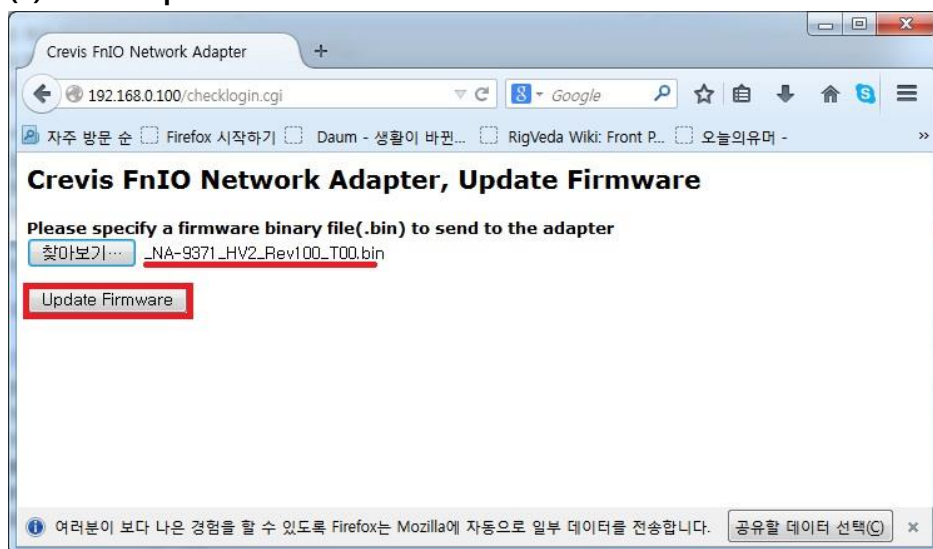 Crevis FnIO Network Adapter
192.168.0.100/checklogin.cgi
Google
자주 방문 순 Firefox 시작하기 Daum - 생활이 바뀐... RigVeda Wiki: Front P... 오늘의유머 -
Crevis FnIO Network Adapter, Update Firmware
Please specify a firmware binary file(.bin) to send to the adapter
찾아보기… _NA-9371_HV2_Rev100_T00.bin
Update Firmware
여러분이 보다 나은 경험을 할 수 있도록 Firefox는 Mozilla에 자동으로 일부 데이터를 전송합니다. 공유할 데이터 선택(C)